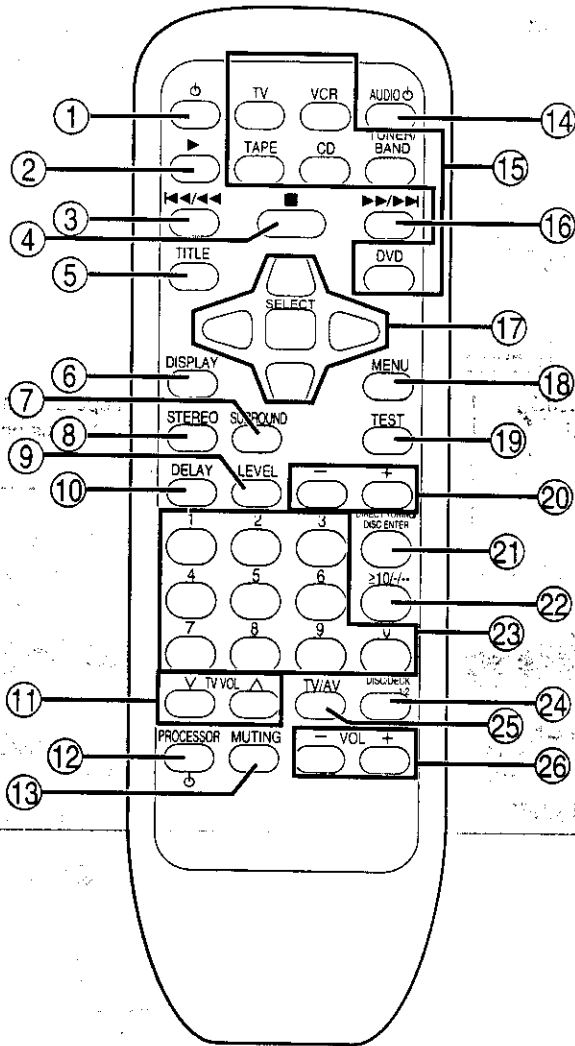 ① ⏻ TV VCR AUDIO ⏻ ⑭
② ▶ TAPE CD TUNER/
BAND ⑮
③ |◀◀/◀◀ ■ ▶▶/▶▶| ⑯
④
⑤ TITLE DVD
SELECT ⑰
⑥ DISPLAY MENU ⑱
⑦
⑧ STEREO SURROUND TEST ⑲
⑨
⑩ DELAY LEVEL − + ⑳
1 2 3 DIRECT TUNING
DISC ENTER ㉑
4 5 6 ≥10/-/-- ㉒
㉓
7 8 9 0
⑪ ∨ TV VOL ∧ TV/AV DISC/DECK
1·2 ㉔
㉕
⑫ PROCESSOR MUTING − VOL + ㉖
⏻
⑬